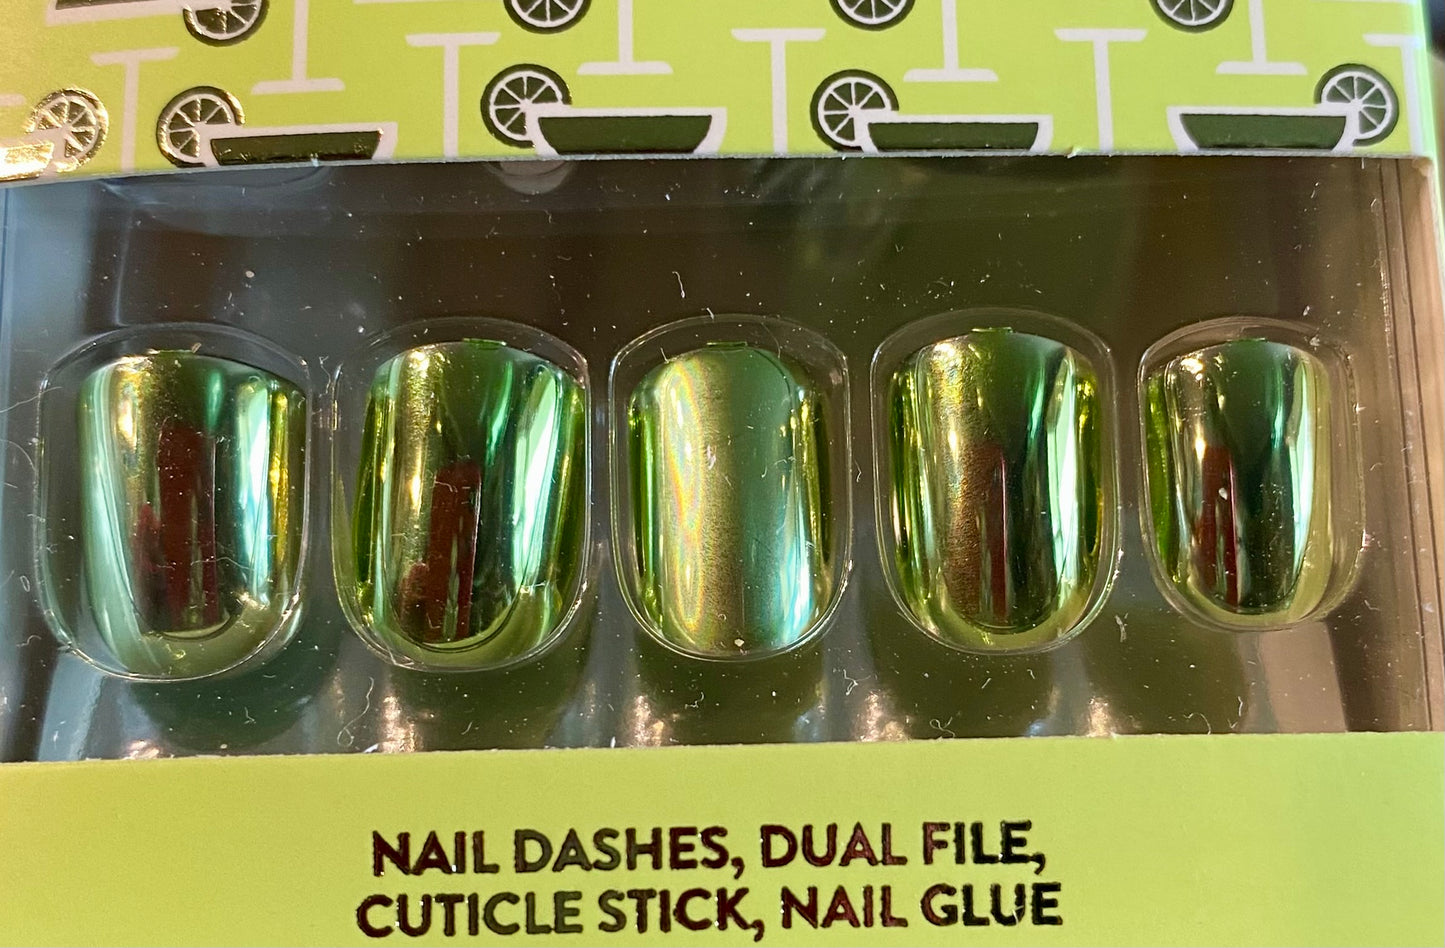 NAIL DASHES, DUAL FILE,
CUTICLE STICK, NAIL GLUE